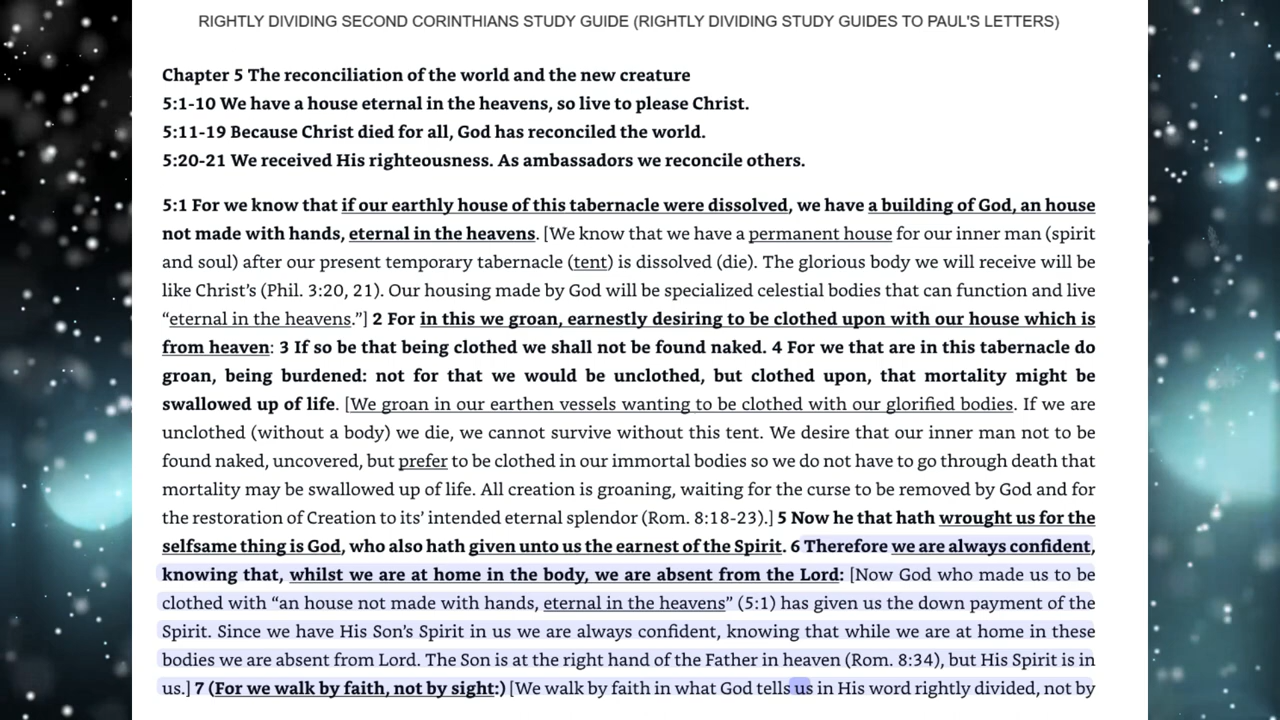 RIGHTLY DIVIDING SECOND CORINTHIANS STUDY GUIDE (RIGHTLY DIVIDING STUDY GUIDES TO PAUL'S LETTERS)
Chapter 5 The reconciliation of the world and the new creature
5:1-10 We have a house eternal in the heavens, so live to please Christ.
5:11-19 Because Christ died for all, God has reconciled the world.
5:20-21 We received His righteousness. As ambassadors we reconcile others.
5:1 For we know that if our earthly house of this tabernacle were dissolved, we have a building of God, an house
not made with hands, eternal in the heavens. [We know that we have a permanent house for our inner man (spirit
and soul) after our present temporary tabernacle (tent) is dissolved (die). The glorious body we will receive will be
like Christ’s (Phil. 3:20, 21). Our housing made by God will be specialized celestial bodies that can function and live
“eternal in the heavens.”] 2 For in this we groan, earnestly desiring to be clothed upon with our house which is
from heaven: 3 If so be that being clothed we shall not be found naked. 4 For we that are in this tabernacle do
groan, being burdened: not for that we would be unclothed, but clothed upon, that mortality might be
swallowed up of life. [We groan in our earthen vessels wanting to be clothed with our glorified bodies. If we are
unclothed (without a body) we die, we cannot survive without this tent. We desire that our inner man not to be
found naked, uncovered, but prefer to be clothed in our immortal bodies so we do not have to go through death that
mortality may be swallowed up of life. All creation is groaning, waiting for the curse to be removed by God and for
the restoration of Creation to its’ intended eternal splendor (Rom. 8:18-23).] 5 Now he that hath wrought us for the
selfsame thing is God, who also hath given unto us the earnest of the Spirit. 6 Therefore we are always confident,
knowing that, whilst we are at home in the body, we are absent from the Lord: [Now God who made us to be
clothed with “an house not made with hands, eternal in the heavens” (5:1) has given us the down payment of the
Spirit. Since we have His Son’s Spirit in us we are always confident, knowing that while we are at home in these
bodies we are absent from Lord. The Son is at the right hand of the Father in heaven (Rom. 8:34), but His Spirit is in
us.] 7 (For we walk by faith, not by sight:) [We walk by faith in what God tells us in His word rightly divided, not by